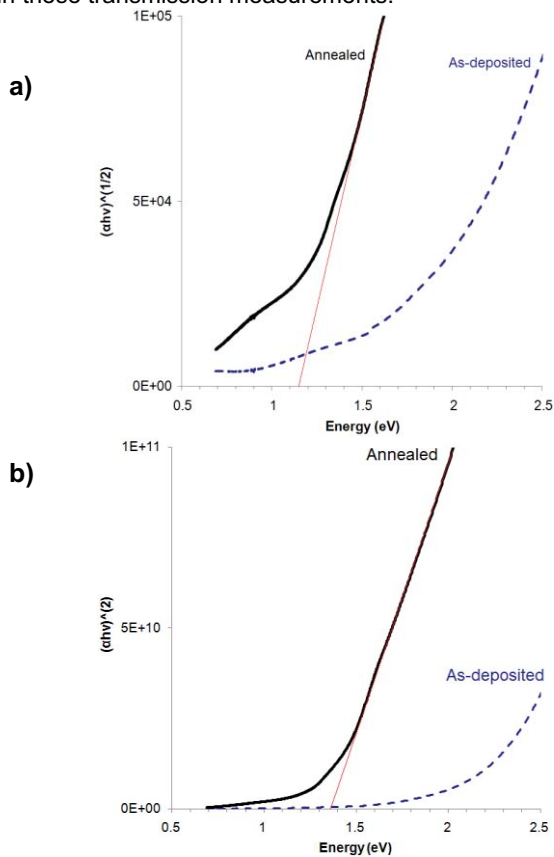 in these transmission measurements.
a)
1E+05
Annealed
As-deposited
(αhv)^(1/2)
5E+04
0E+00
0.5 1 1.5 2 2.5
Energy (eV)
b)
1E+11
Annealed
(αhv)^(2)
5E+10
As-deposited
0E+00
0.5 1 1.5 2 2.5
Energy (eV)